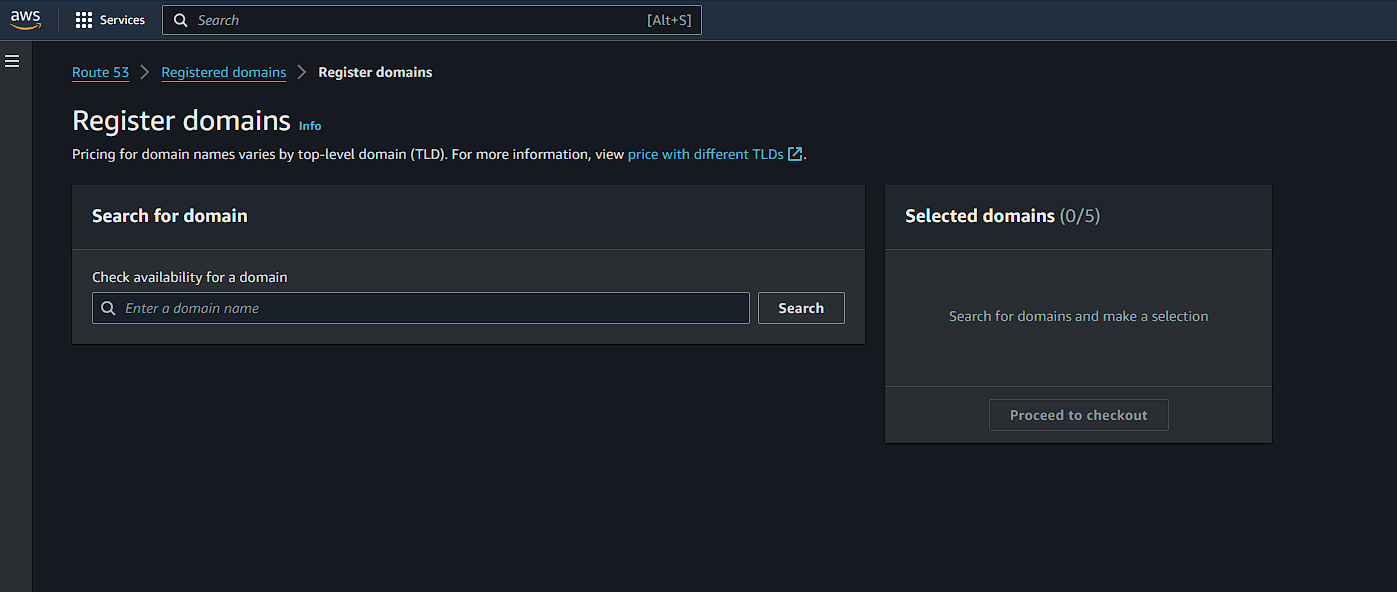 aws Services Search [Alt+S]
Route 53 Registered domains Register domains
Register domains Info
Pricing for domain names varies by top-level domain (TLD). For more information, view price with different TLDs.
Search for domain
Check availability for a domain
Enter a domain name Search
Selected domains (0/5)
Search for domains and make a selection
Proceed to checkout